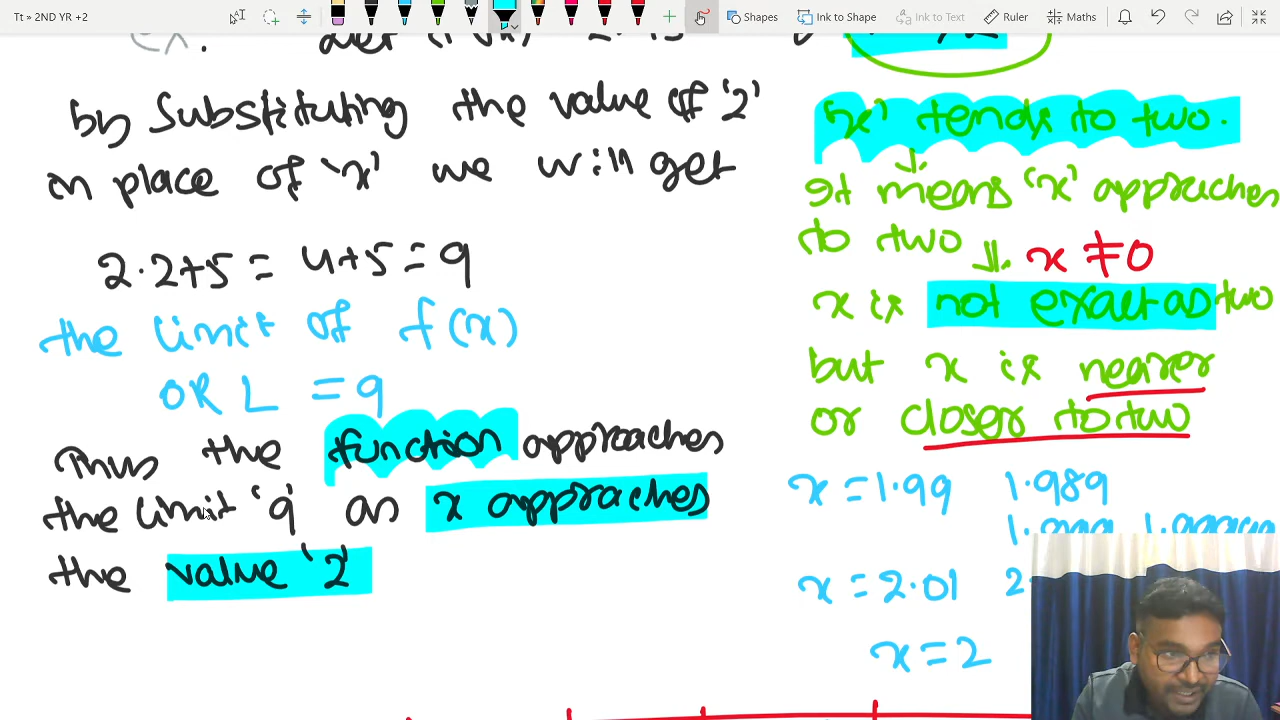 Tt » 2ND YR +2
Shapes
Ink to Shape
Ink to Text
Ruler
Maths
ex.
by substituting the value of '2'
in place of 'x' we will get
2.2+5 = 4+5 = 9
the limit of f(x)
OR L = 9
Thus the function approaches
the limit '9' as x approaches
the value '2'
'x' tends to two.
It means 'x' approaches
to two x ≠ 0
x is not exact as two
but x is nearer
or closer to two
x = 1.99 1.989
x = 2.01
x = 2